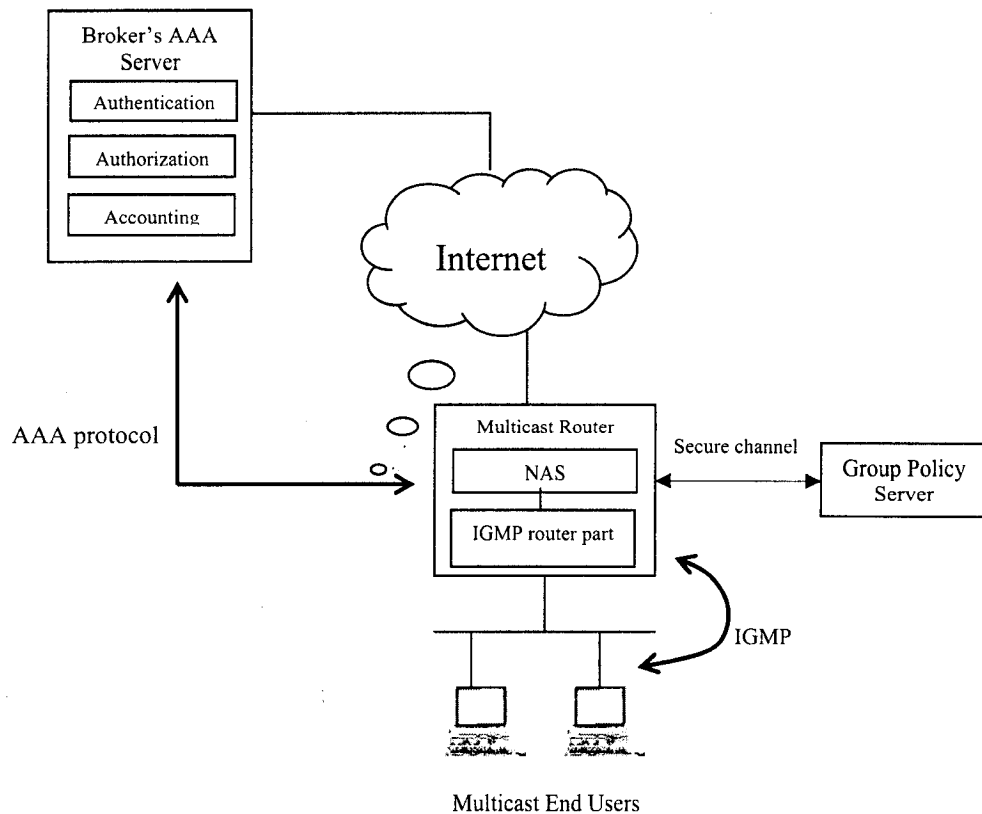 Broker's AAA
Server
Authentication
Authorization
Accounting
Internet
AAA protocol
Multicast Router
NAS
IGMP router part
Secure channel
Group Policy
Server
IGMP
Multicast End Users